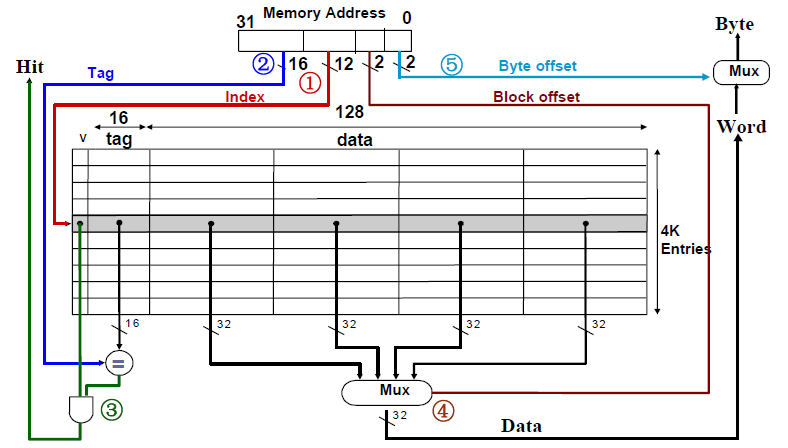 Memory Address
31
0
Byte
Hit
② 16
12
2
2
⑤
Byte offset
Mux
Tag
①
Index
Block offset
16
128
Word
v
tag
data
4K
Entries
16
32
32
32
32
=
Mux
③
④
32
Data